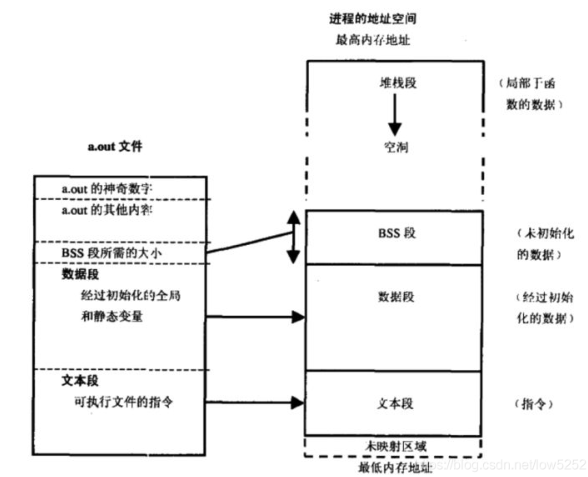 进程的地址空间
最高内存地址
堆栈段
（局部于函
数的数据）
空洞
a.out 文件
a.out 的神奇数字
a.out 的其他内容
BSS 段所需的大小
数据段
经过初始化的全局
和静态变量
文本段
可执行文件的指令
BSS 段
（未初始化
的数据）
数据段
（经过初始
化的数据）
文本段
（指令）
未映射区域
最低内存地址
https://blog.csdn.net/low5252